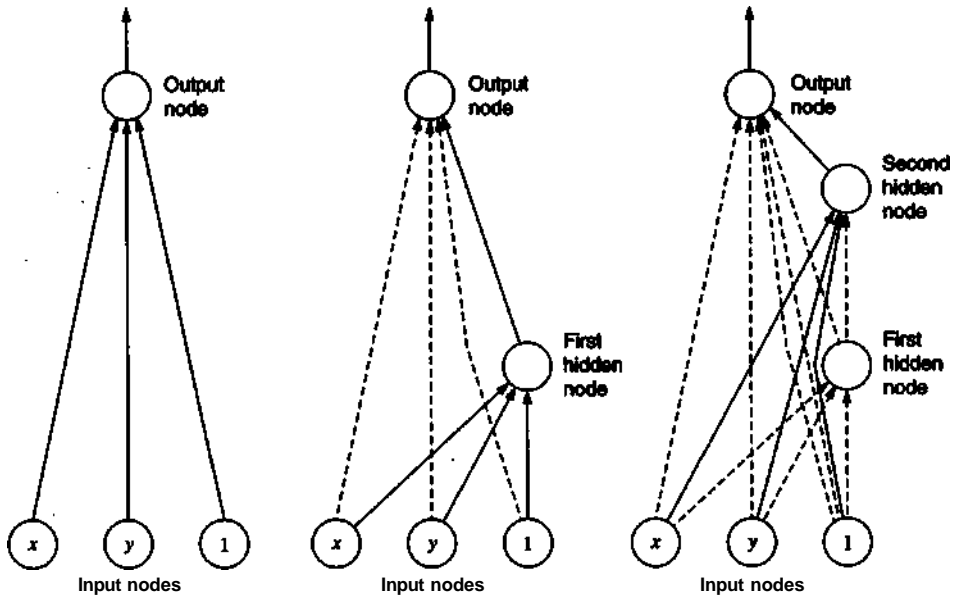 Output
node
x
y
1
Input nodes
Output
node
First
hidden
node
x
y
1
Input nodes
Output
node
Second
hidden
node
First
hidden
node
x
y
1
Input nodes